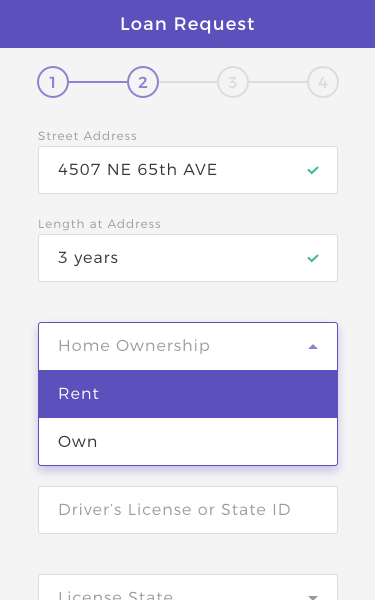 Loan Request
1 2 3 4
Street Address
4507 NE 65th AVE
Length at Address
3 years
Home Ownership
Rent
Own
Driver’s License or State ID
License State